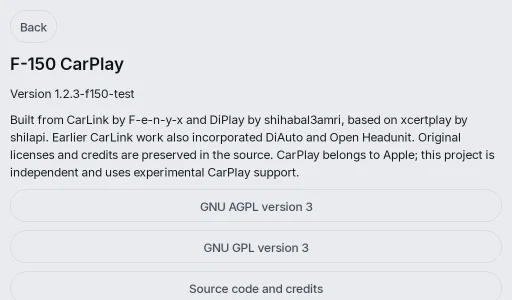 Back
F-150 CarPlay
Version 1.2.3-f150-test
Built from CarLink by F-e-n-y-x and DiPlay by shihabal3amri, based on xcertplay by
shilapi. Earlier CarLink work also incorporated DiAuto and Open Headunit. Original
licenses and credits are preserved in the source. CarPlay belongs to Apple; this project is
independent and uses experimental CarPlay support.
GNU AGPL version 3
GNU GPL version 3
Source code and credits